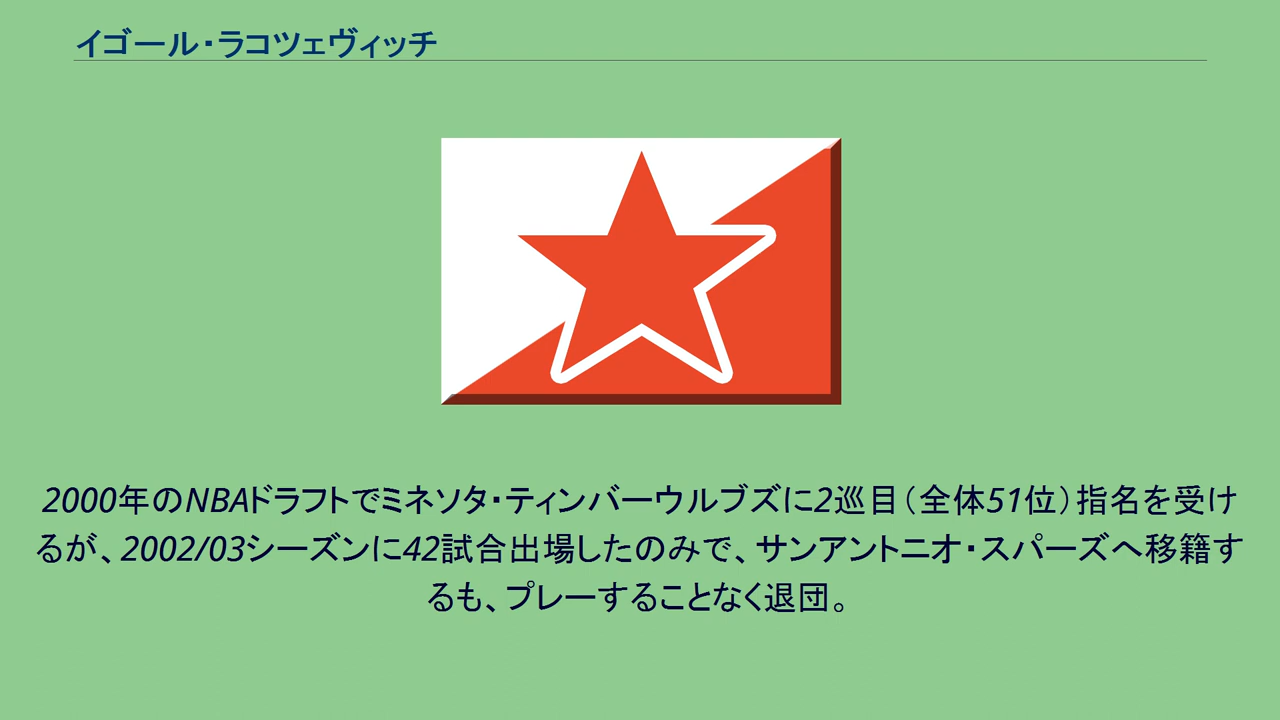 イゴール・ラコツェヴィッチ
2000年のNBAドラフトでミネソタ・ティンバーウルブズに2巡目（全体51位）指名を受け
るが、2002/03シーズンに42試合出場したのみで、サンアントニオ・スパーズへ移籍す
るも、プレーすることなく退団。